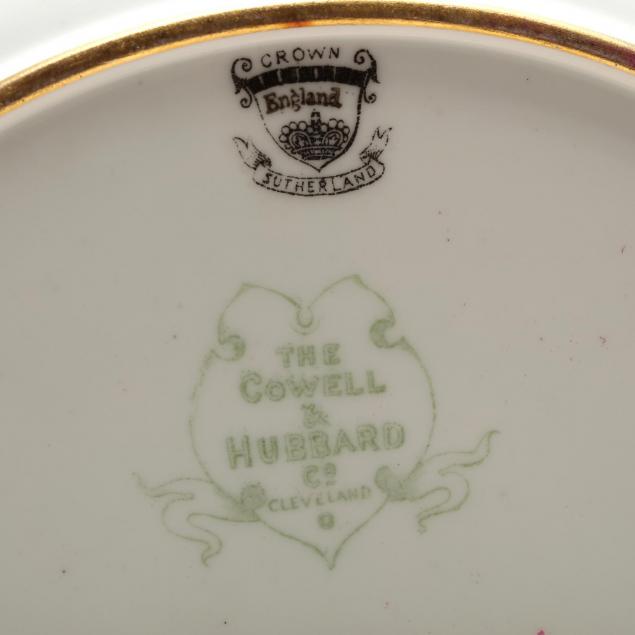 CROWN
England
SUTHERLAND
THE
COWELL
&
HUBBARD
Co
CLEVELAND